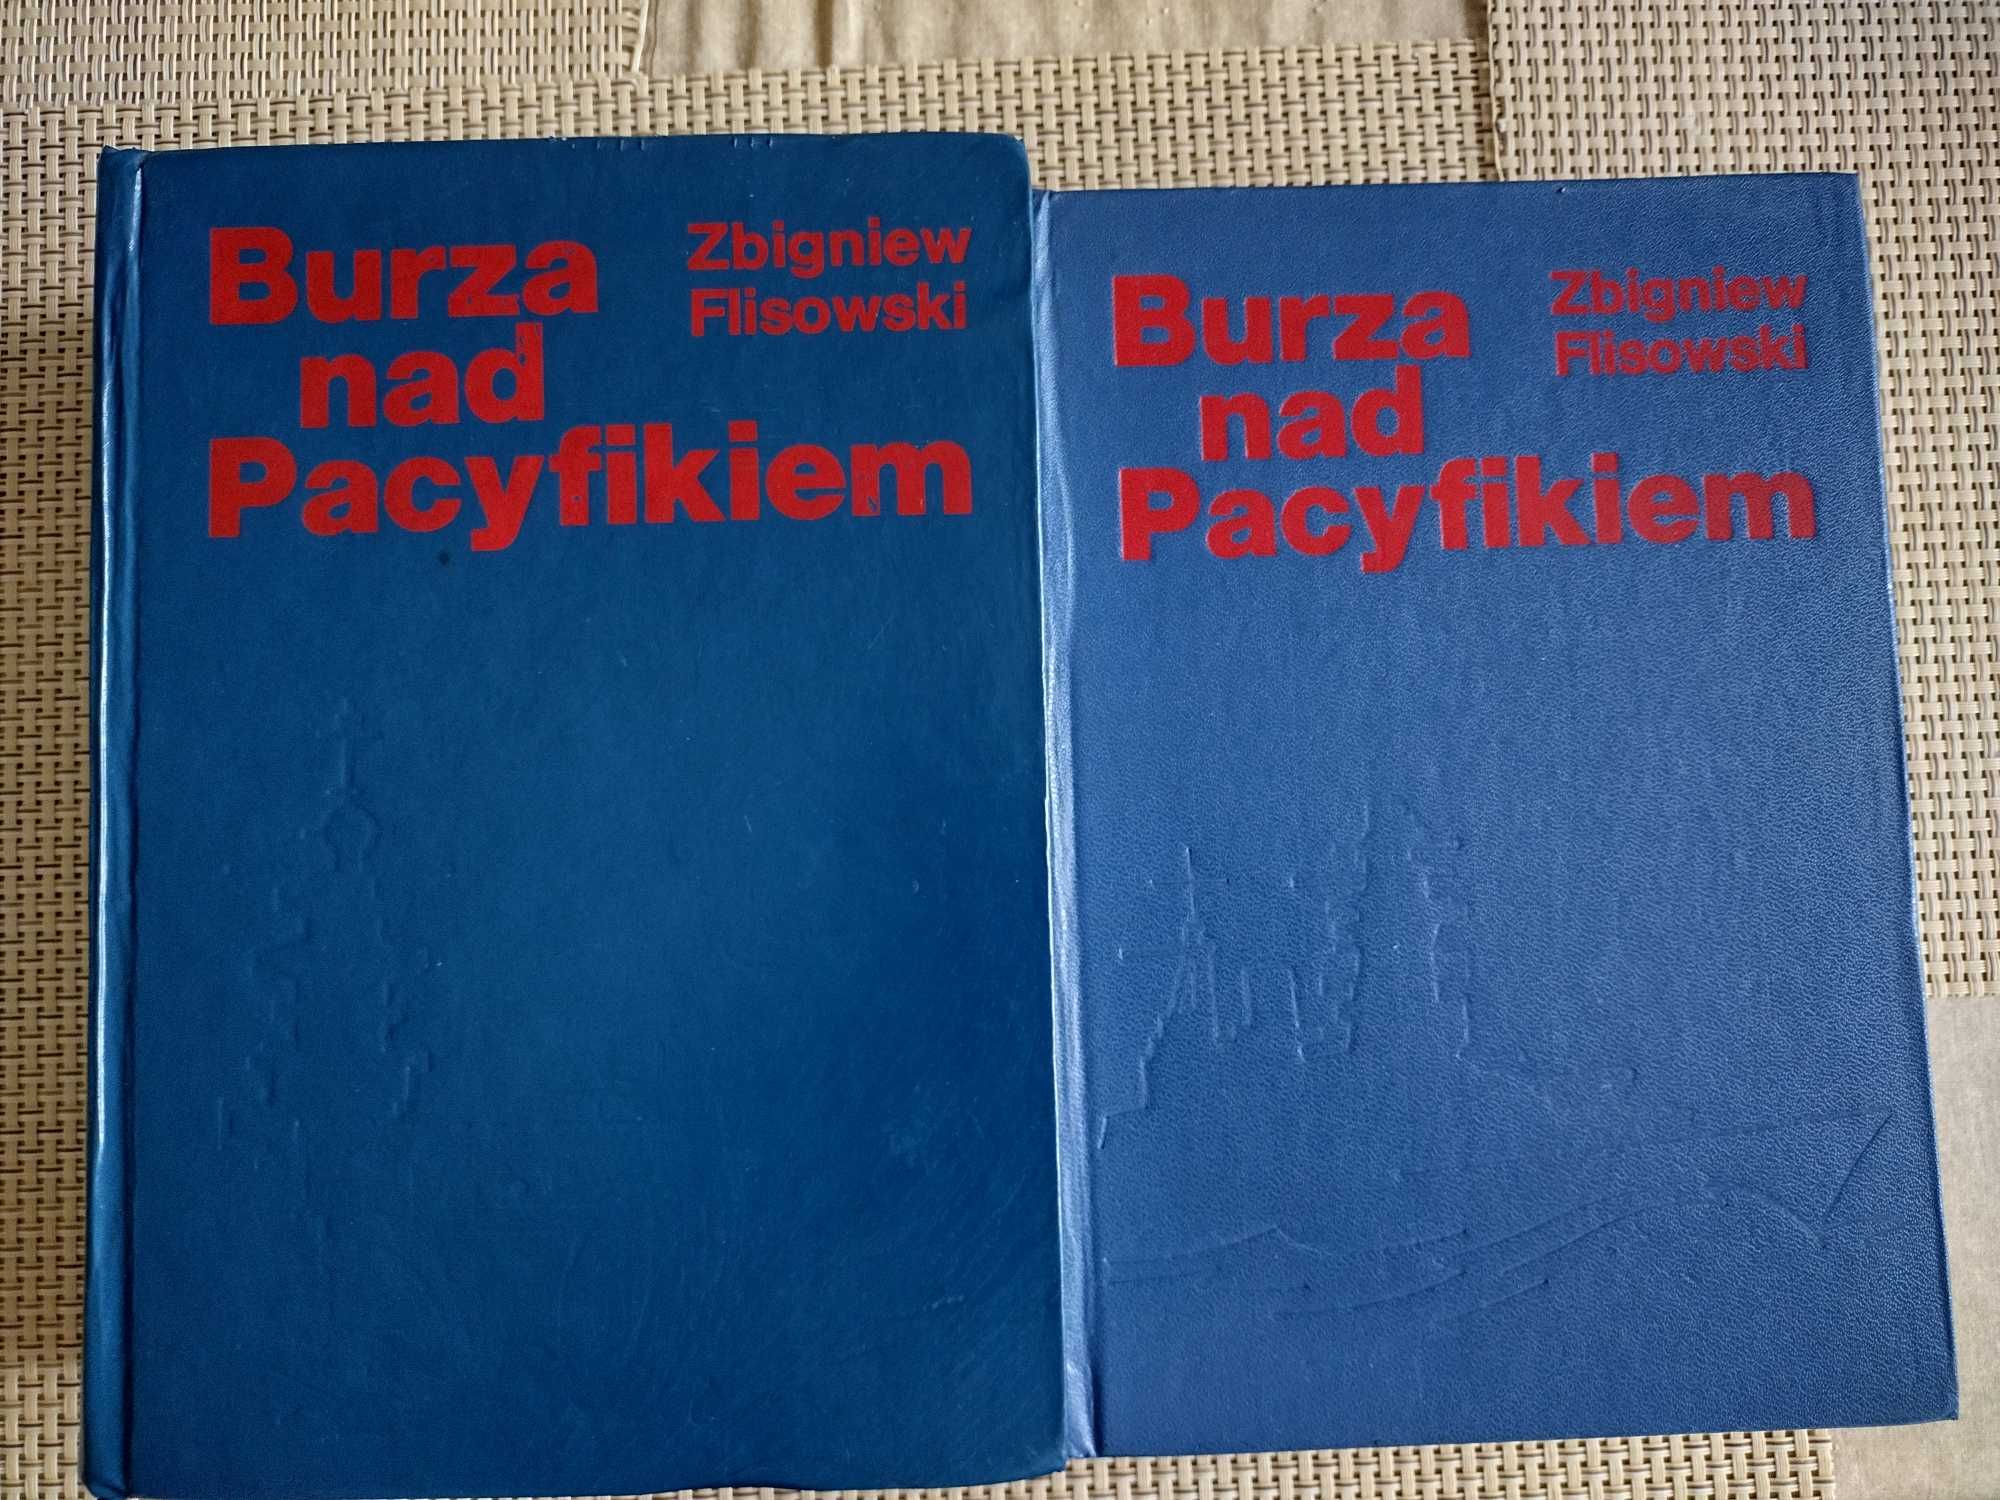 Burza
nad
Pacyfikiem
Zbigniew
Flisowski
Burza
nad
Pacyfikiem
Zbigniew
Flisowski